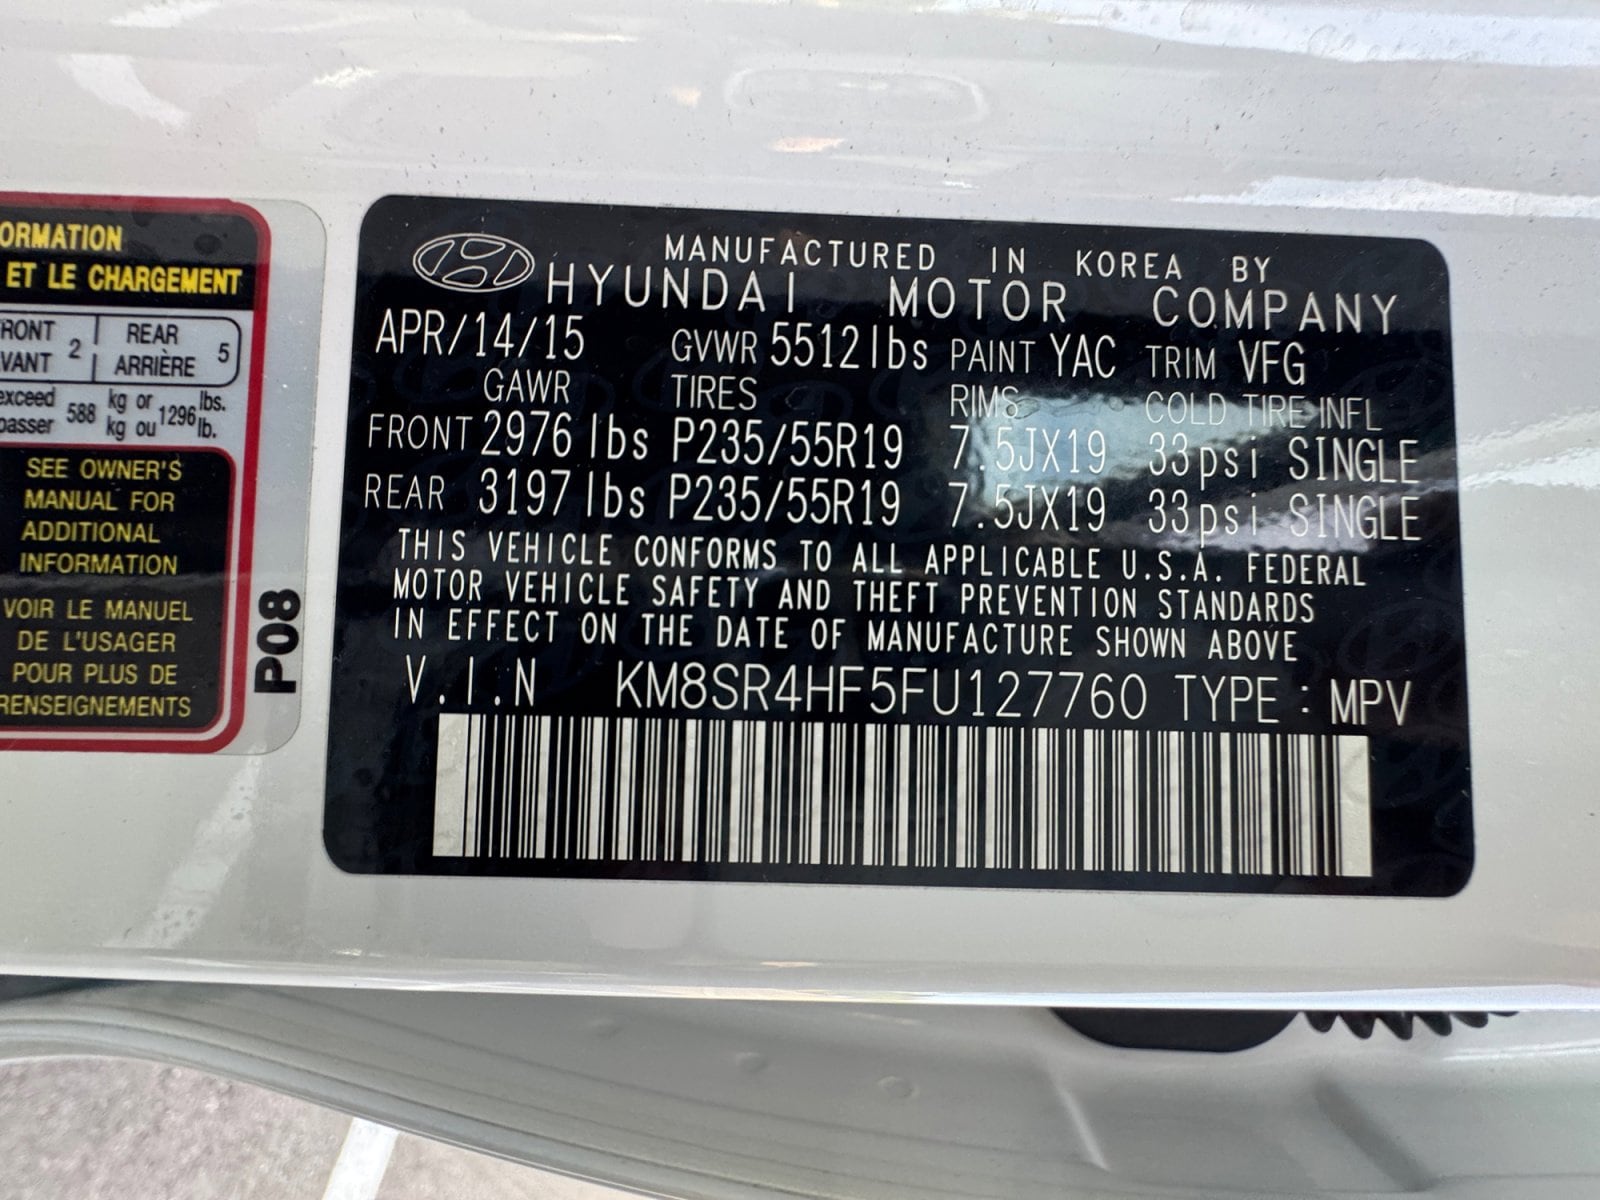 ORMATION
ET LE CHARGEMENT
RONT
VANT 2
REAR
ARRIÈRE 5
exceed 588 kg or 1296 lbs.
passer kg ou lb.
SEE OWNER'S
MANUAL FOR
ADDITIONAL
INFORMATION
VOIR LE MANUEL
DE L'USAGER
POUR PLUS DE
RENSEIGNEMENTS
P08
MANUFACTURED IN KOREA BY
HYUNDAI MOTOR COMPANY
APR/14/15 GVWR 5512lbs PAINT YAC TRIM VFG
GAWR TIRES RIMS COLD TIRE INFL
FRONT 2976 lbs P235/55R19 7.5JX19 33psi SINGLE
REAR 3197 lbs P235/55R19 7.5JX19 33psi SINGLE
THIS VEHICLE CONFORMS TO ALL APPLICABLE U.S.A. FEDERAL
MOTOR VEHICLE SAFETY AND THEFT PREVENTION STANDARDS
IN EFFECT ON THE DATE OF MANUFACTURE SHOWN ABOVE
V.I.N KM8SR4HF5FU127760 TYPE : MPV